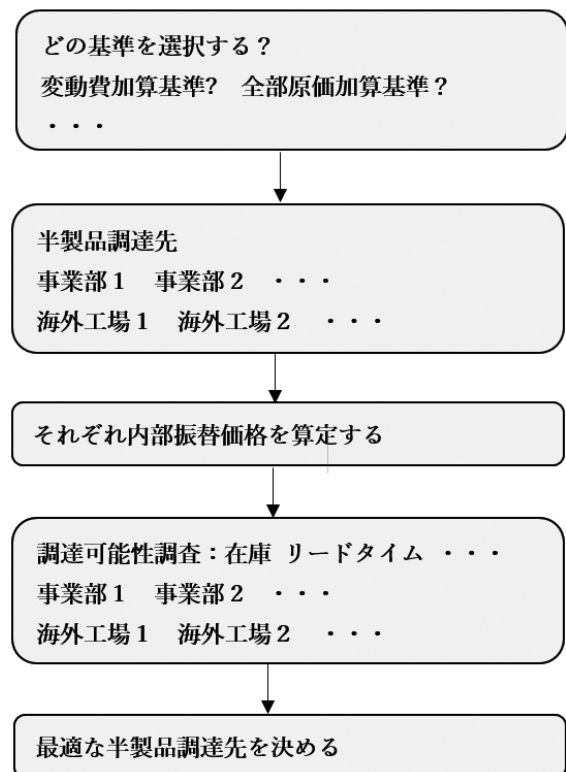 どの基準を選択する？
変動費加算基準?　全部原価加算基準？
・・・
半製品調達先
事業部１　事業部２　・・・
海外工場１　海外工場２　・・・
それぞれ内部振替価格を算定する
調達可能性調査：在庫 リードタイム ・・・
事業部１　事業部２　・・・
海外工場１　海外工場２　・・・
最適な半製品調達先を決める